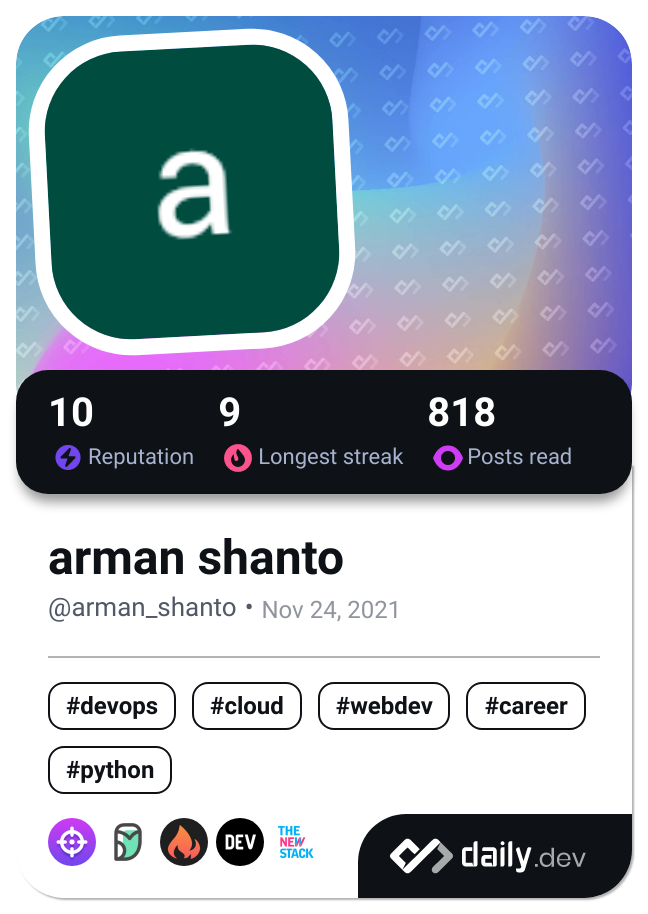 a
10 9 818
Reputation Longest streak Posts read
arman shanto
@arman_shanto • Nov 24, 2021
#devops #cloud #webdev #career
#python
DEV THE NEW STACK
daily.dev